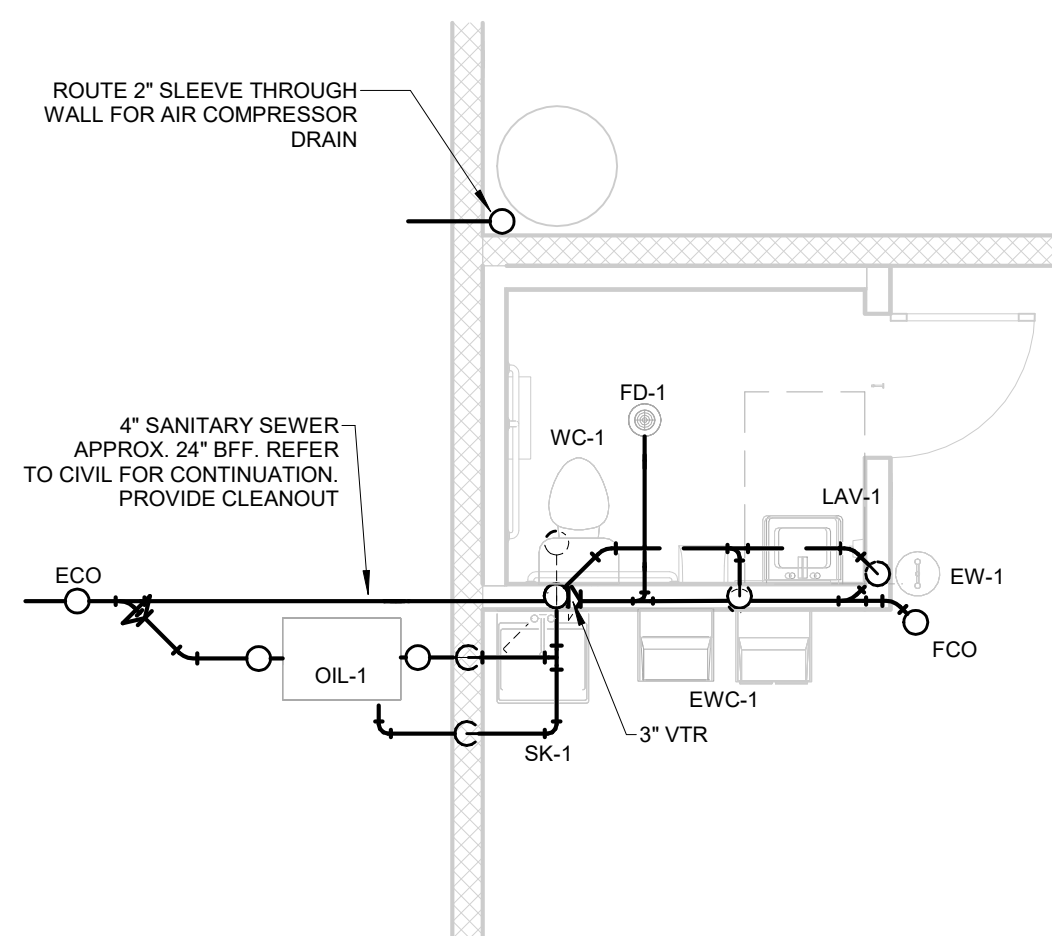 ROUTE 2" SLEEVE THROUGH
WALL FOR AIR COMPRESSOR
DRAIN
FD-1
WC-1
4" SANITARY SEWER
APPROX. 24" BFF. REFER
TO CIVIL FOR CONTINUATION.
PROVIDE CLEANOUT
LAV-1
ECO
EW-1
FCO
OIL-1
EWC-1
3" VTR
SK-1